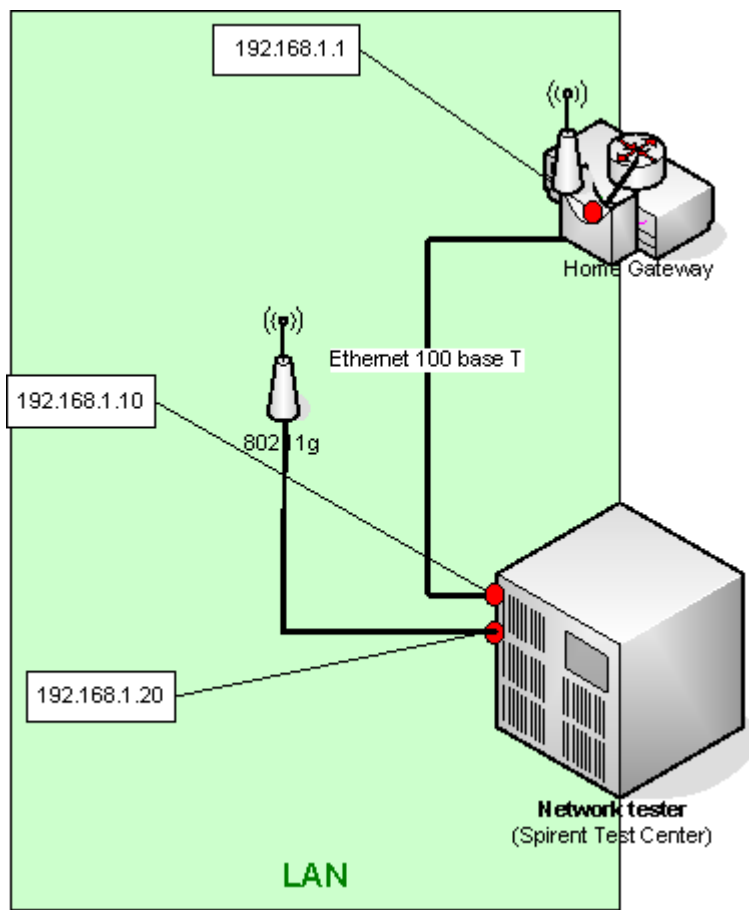 192.168.1.1
Home Gateway
Ethernet 100 base T
192.168.1.10
802.11g
192.168.1.20
Network tester
(Spirent Test Center)
LAN